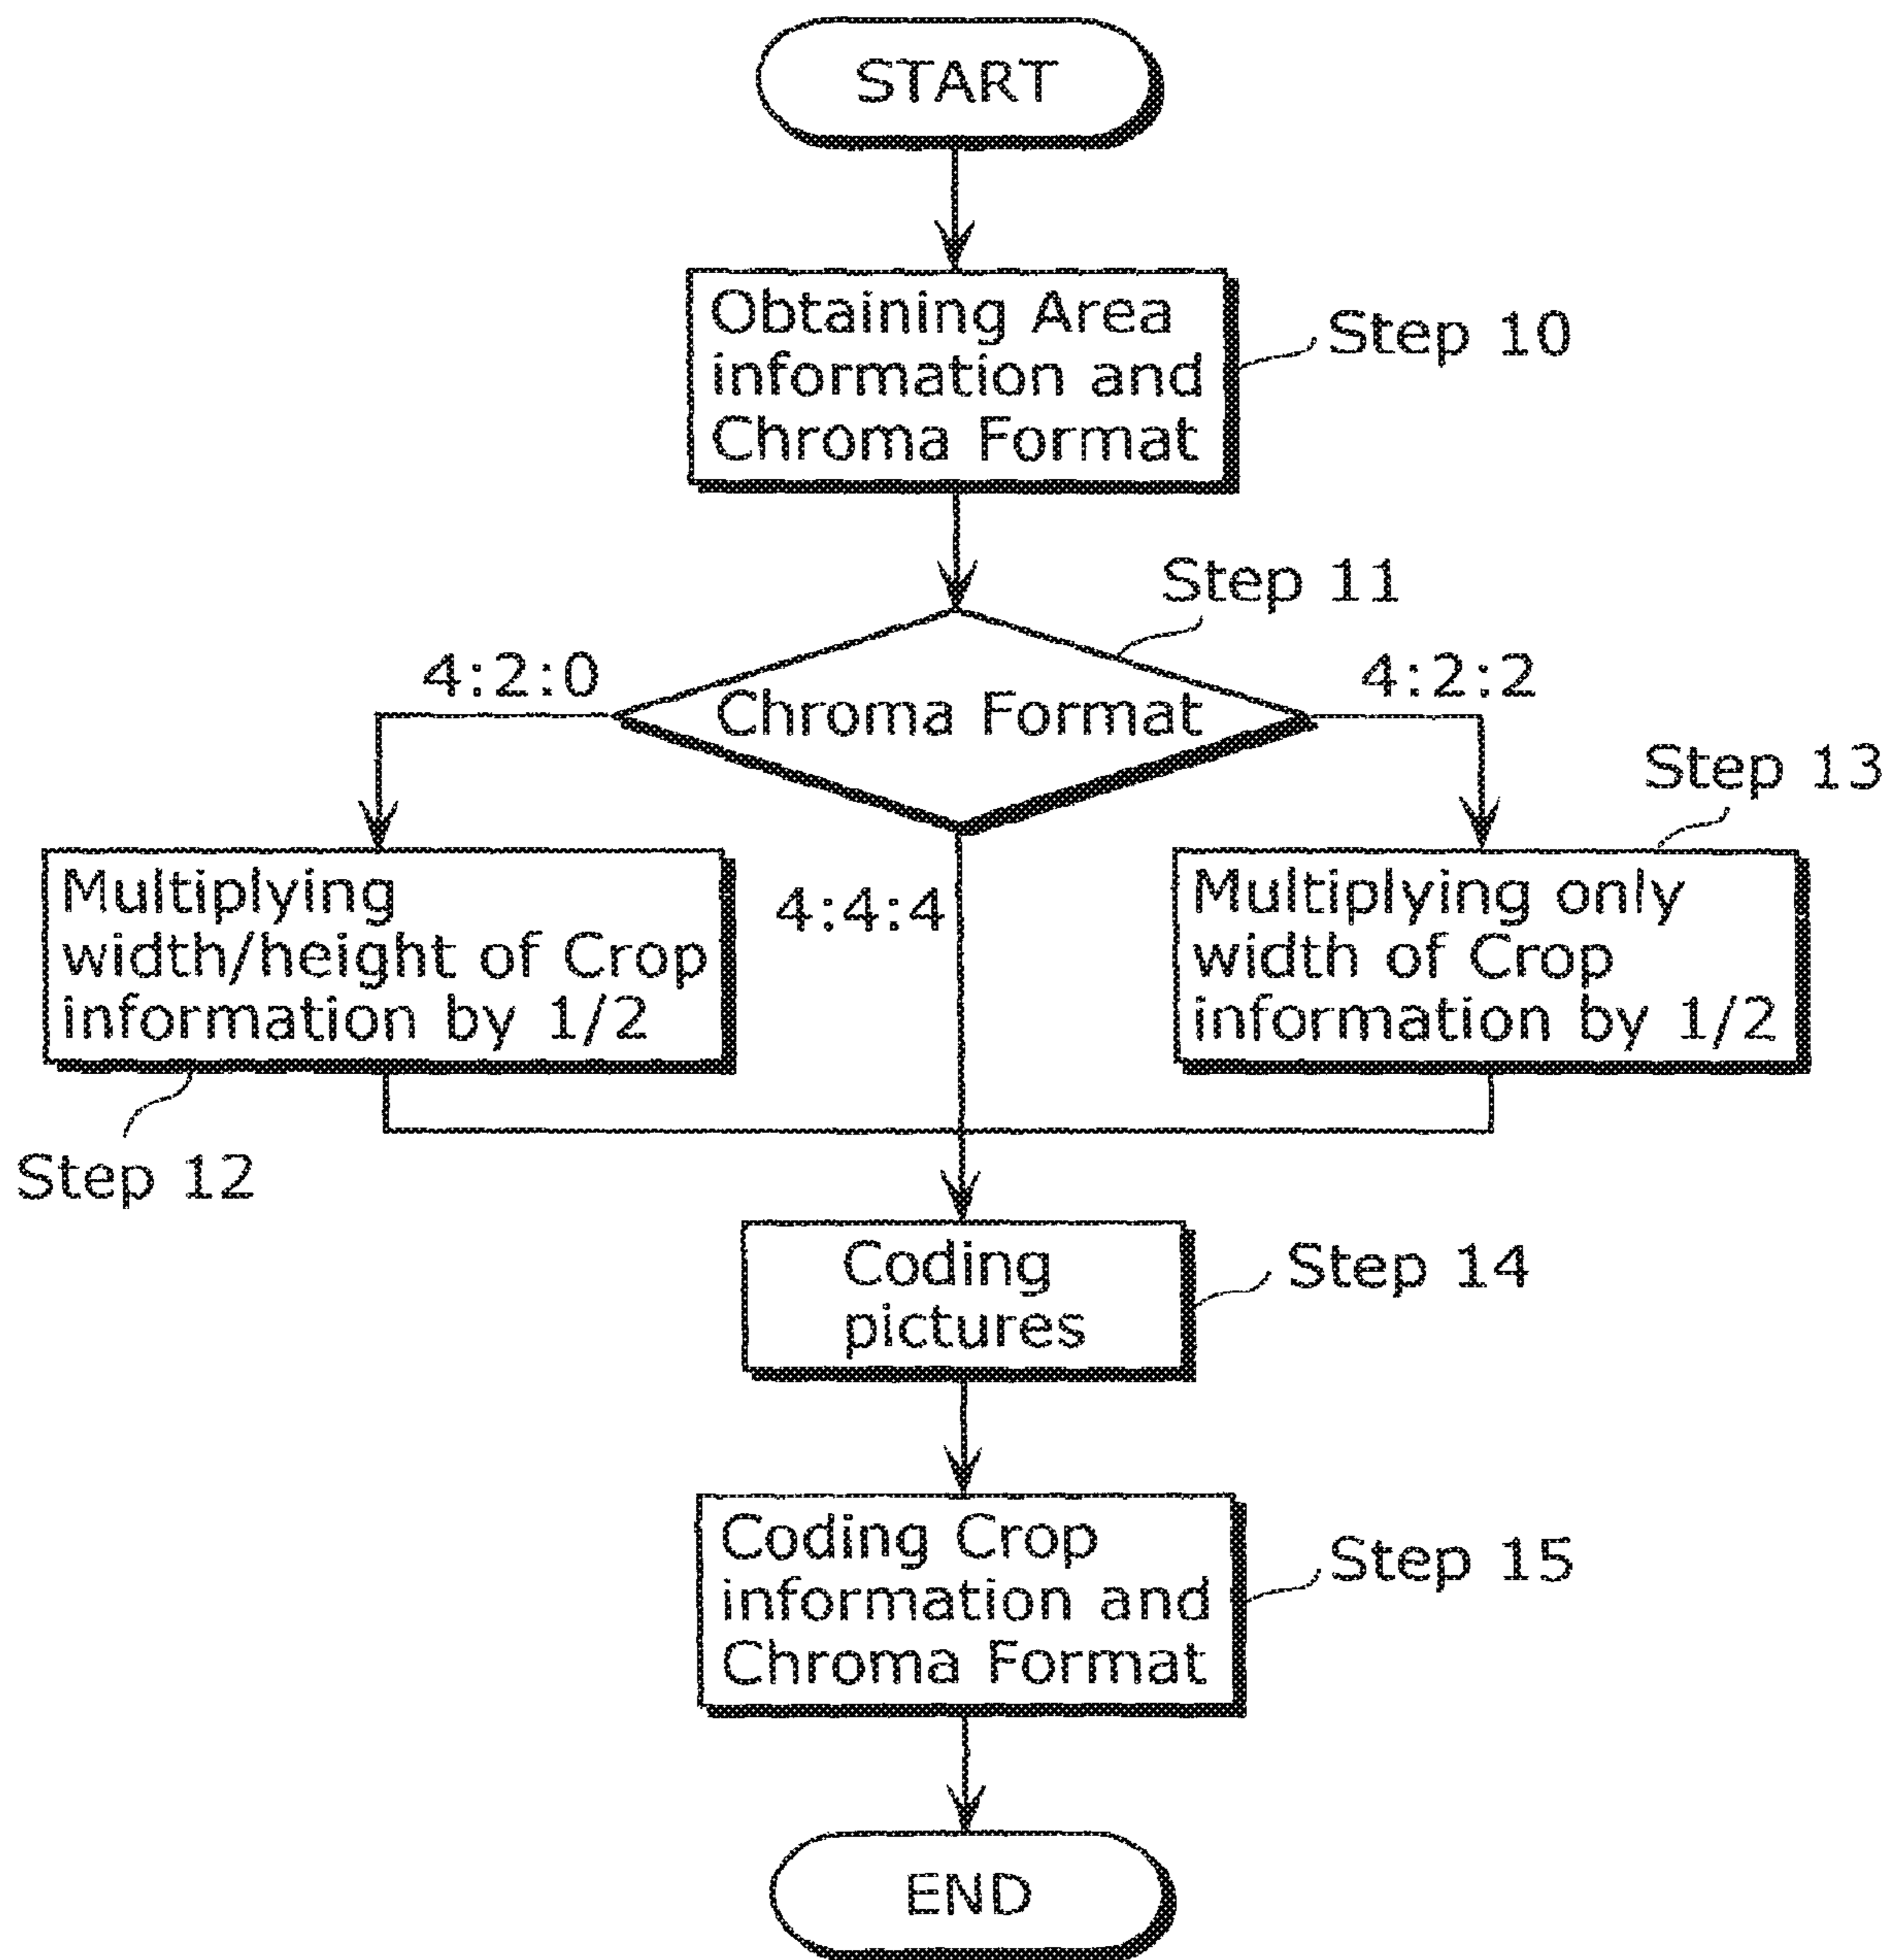 START
Obtaining Area
information and
Chroma Format
Step 10
Step 11
4:2:0
Chroma Format
4:2:2
Step 13
Multiplying
width/height of Crop
information by 1/2
4:4:4
Multiplying only
width of Crop
information by 1/2
Step 12
Coding
pictures
Step 14
Coding Crop
information and
Chroma Format
Step 15
END